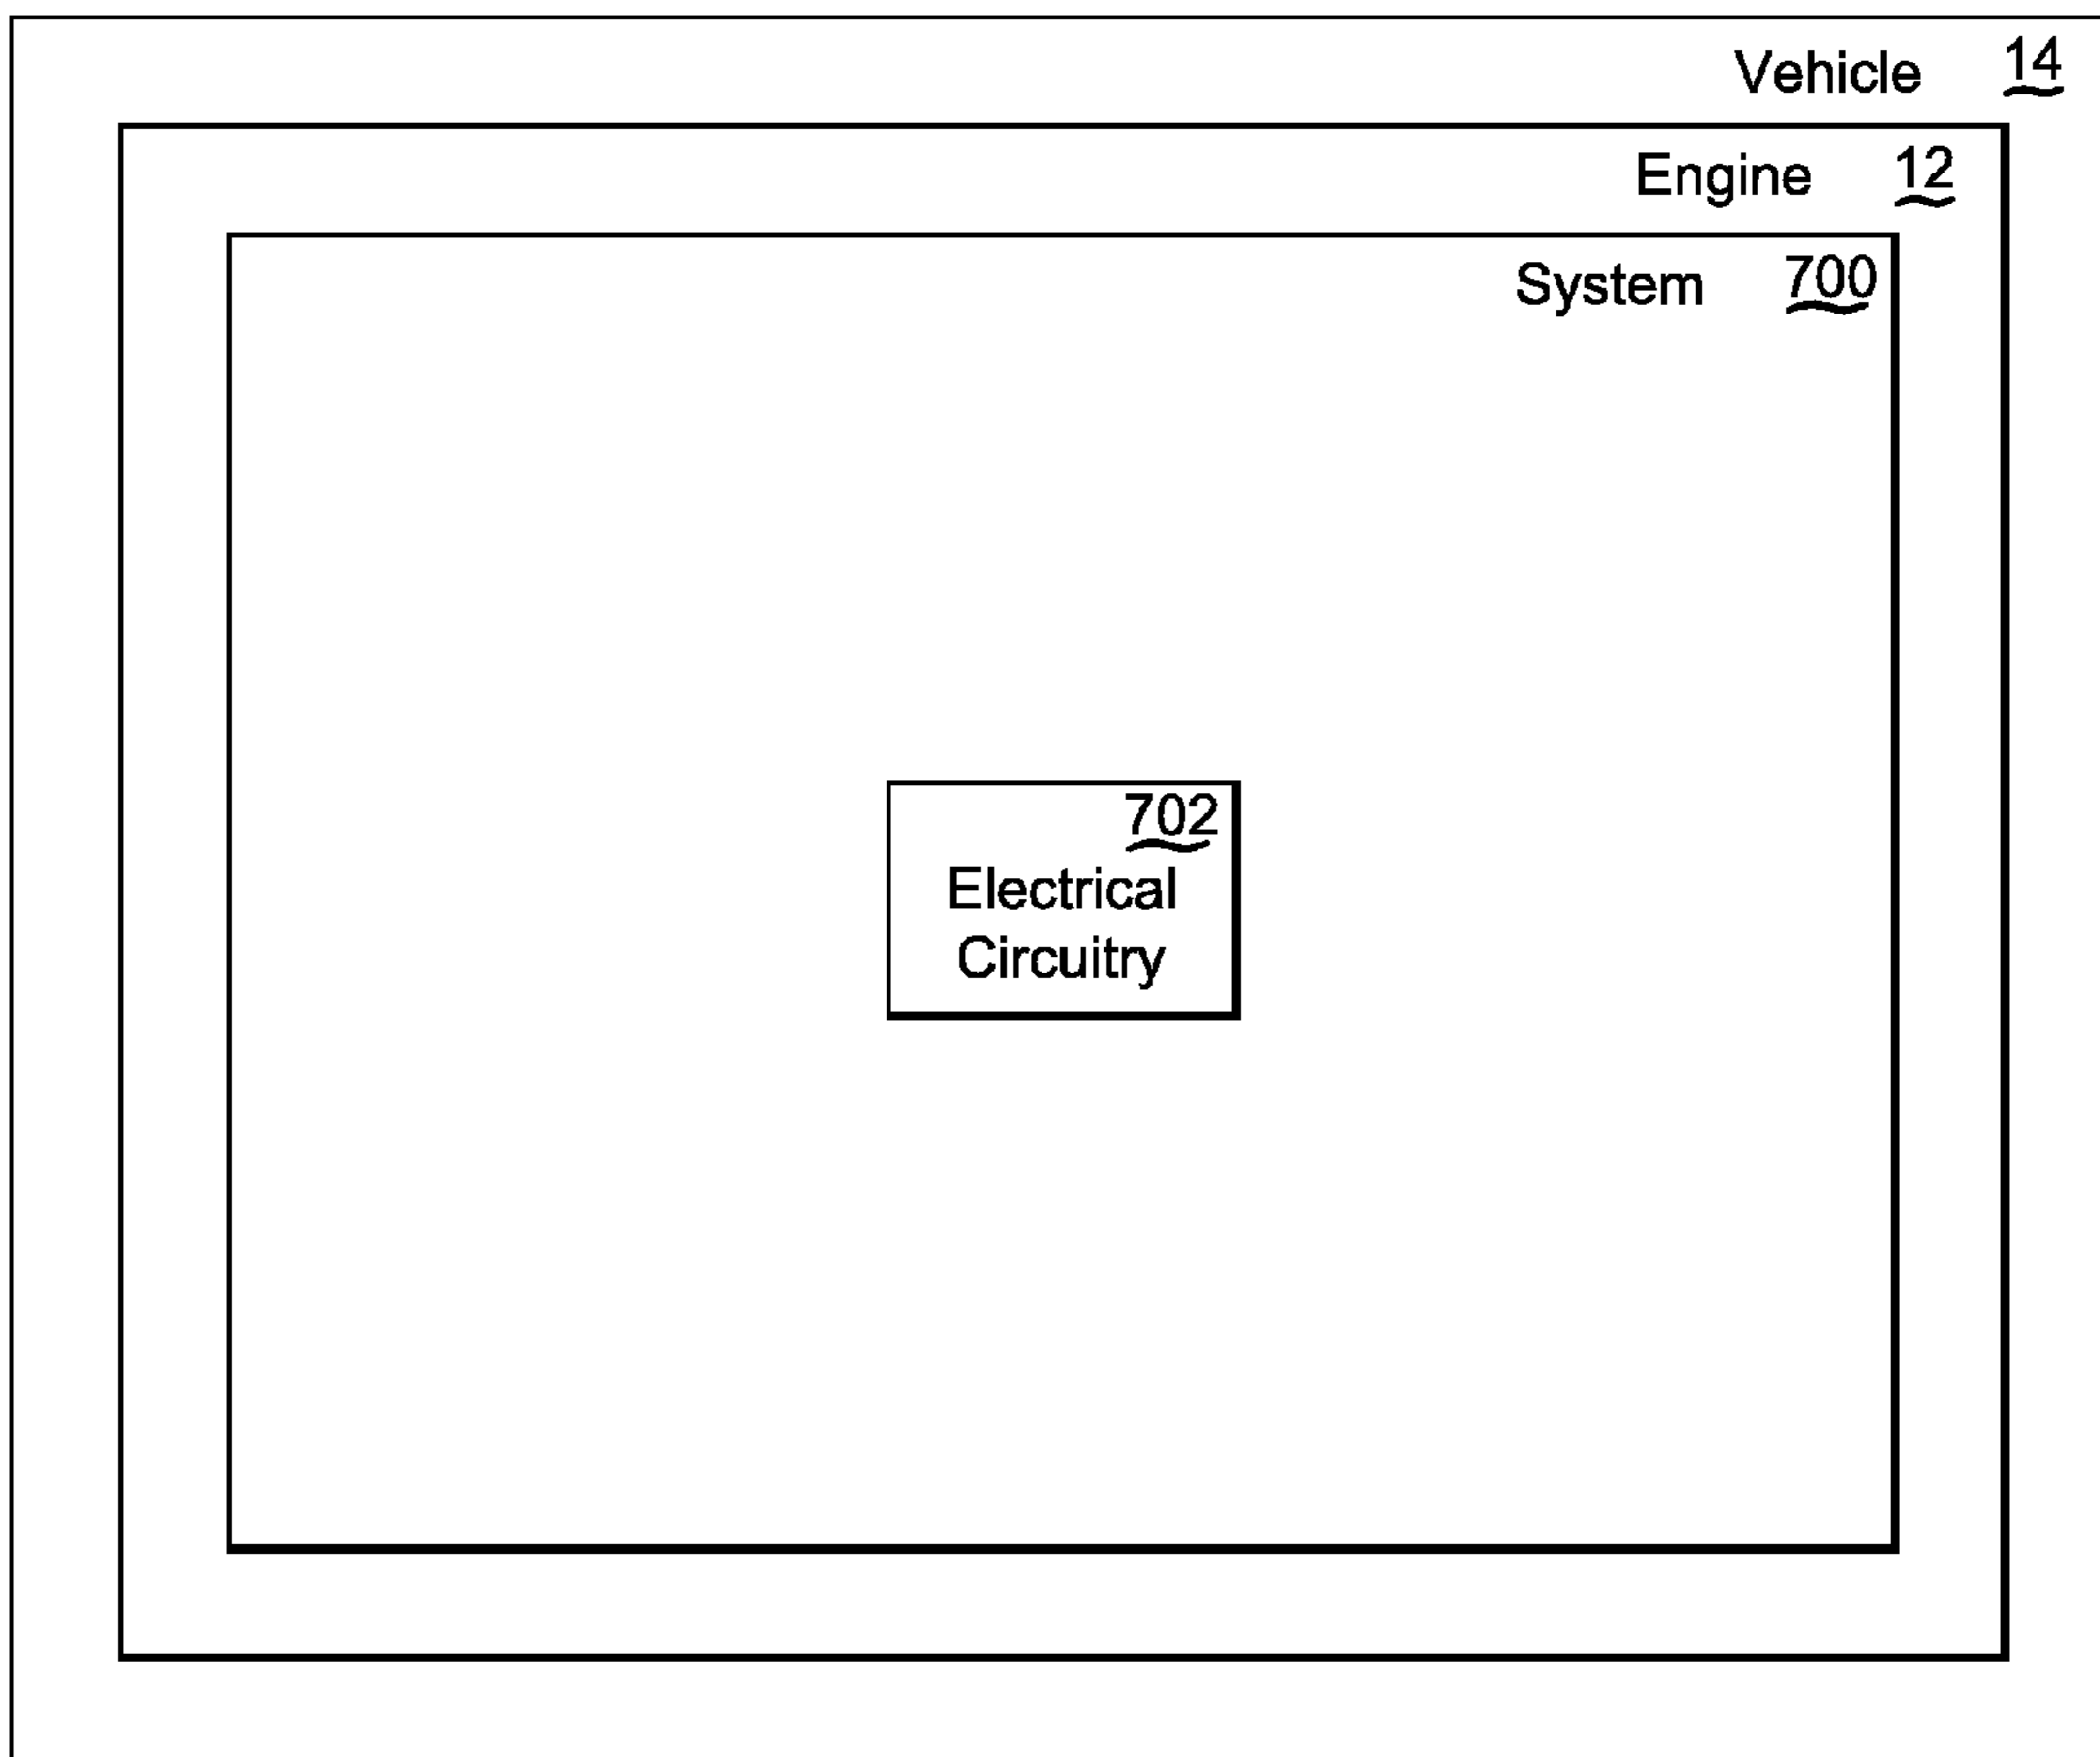 Vehicle 14
Engine 12
System 700
702
Electrical
Circuitry